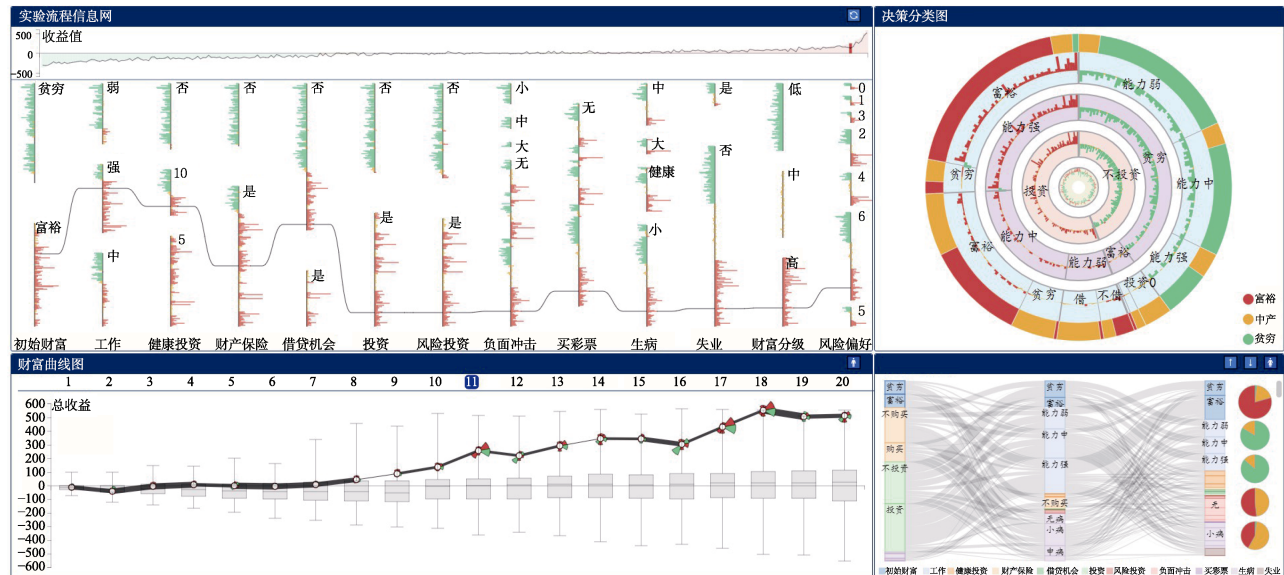 实验流程信息网
收益值
500
0
−500
贫穷 弱 否 否 否 否 否 小 无 中 是 低 0
1
中 3
大 2
强 10 是 无 大 否 中 4
健康
富裕 中 5 是 是 是 小 高 6
5
初始财富 工作 健康投资 财产保险 借贷机会 投资 风险投资 负面冲击 买彩票 生病 失业 财富分级 风险偏好
决策分类图
富裕 能力弱
能力强 贫穷
贫穷 投资 不投资 能力中
富裕 能力中 能力弱 富裕 能力强
贫穷 借 不借 投资0
富裕
中产
贫穷
财富曲线图
1 2 3 4 5 6 7 8 9 10 11 12 13 14 15 16 17 18 19 20
总收益
600
500
400
300
200
100
0
−100
−200
−300
−400
−500
−600
贫穷 贫穷 贫穷
富裕 富裕 富裕
不购买 能力弱 能力弱
购买 能力中 能力中
不投资 能力强 能力强
投资 不购买 无
无病
小病 小病
中病
初始财富 工作 健康投资 财产保险 借贷机会 投资 风险投资 负面冲击 买彩票 生病 失业